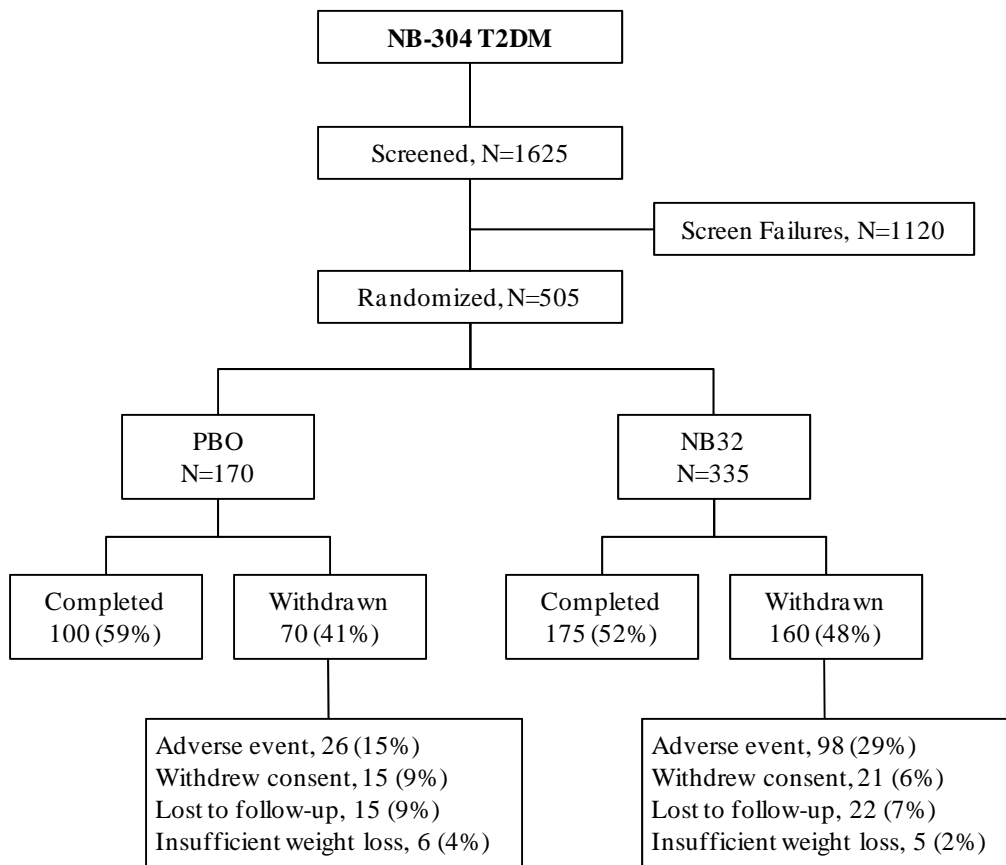 NB-304 T2DM
Screened, N=1625
Screen Failures, N=1120
Randomized, N=505
PBO
N=170
NB32
N=335
Completed
100 (59%)
Withdrawn
70 (41%)
Completed
175 (52%)
Withdrawn
160 (48%)
Adverse event, 26 (15%)
Withdrew consent, 15 (9%)
Lost to follow-up, 15 (9%)
Insufficient weight loss, 6 (4%)
Adverse event, 98 (29%)
Withdrew consent, 21 (6%)
Lost to follow-up, 22 (7%)
Insufficient weight loss, 5 (2%)